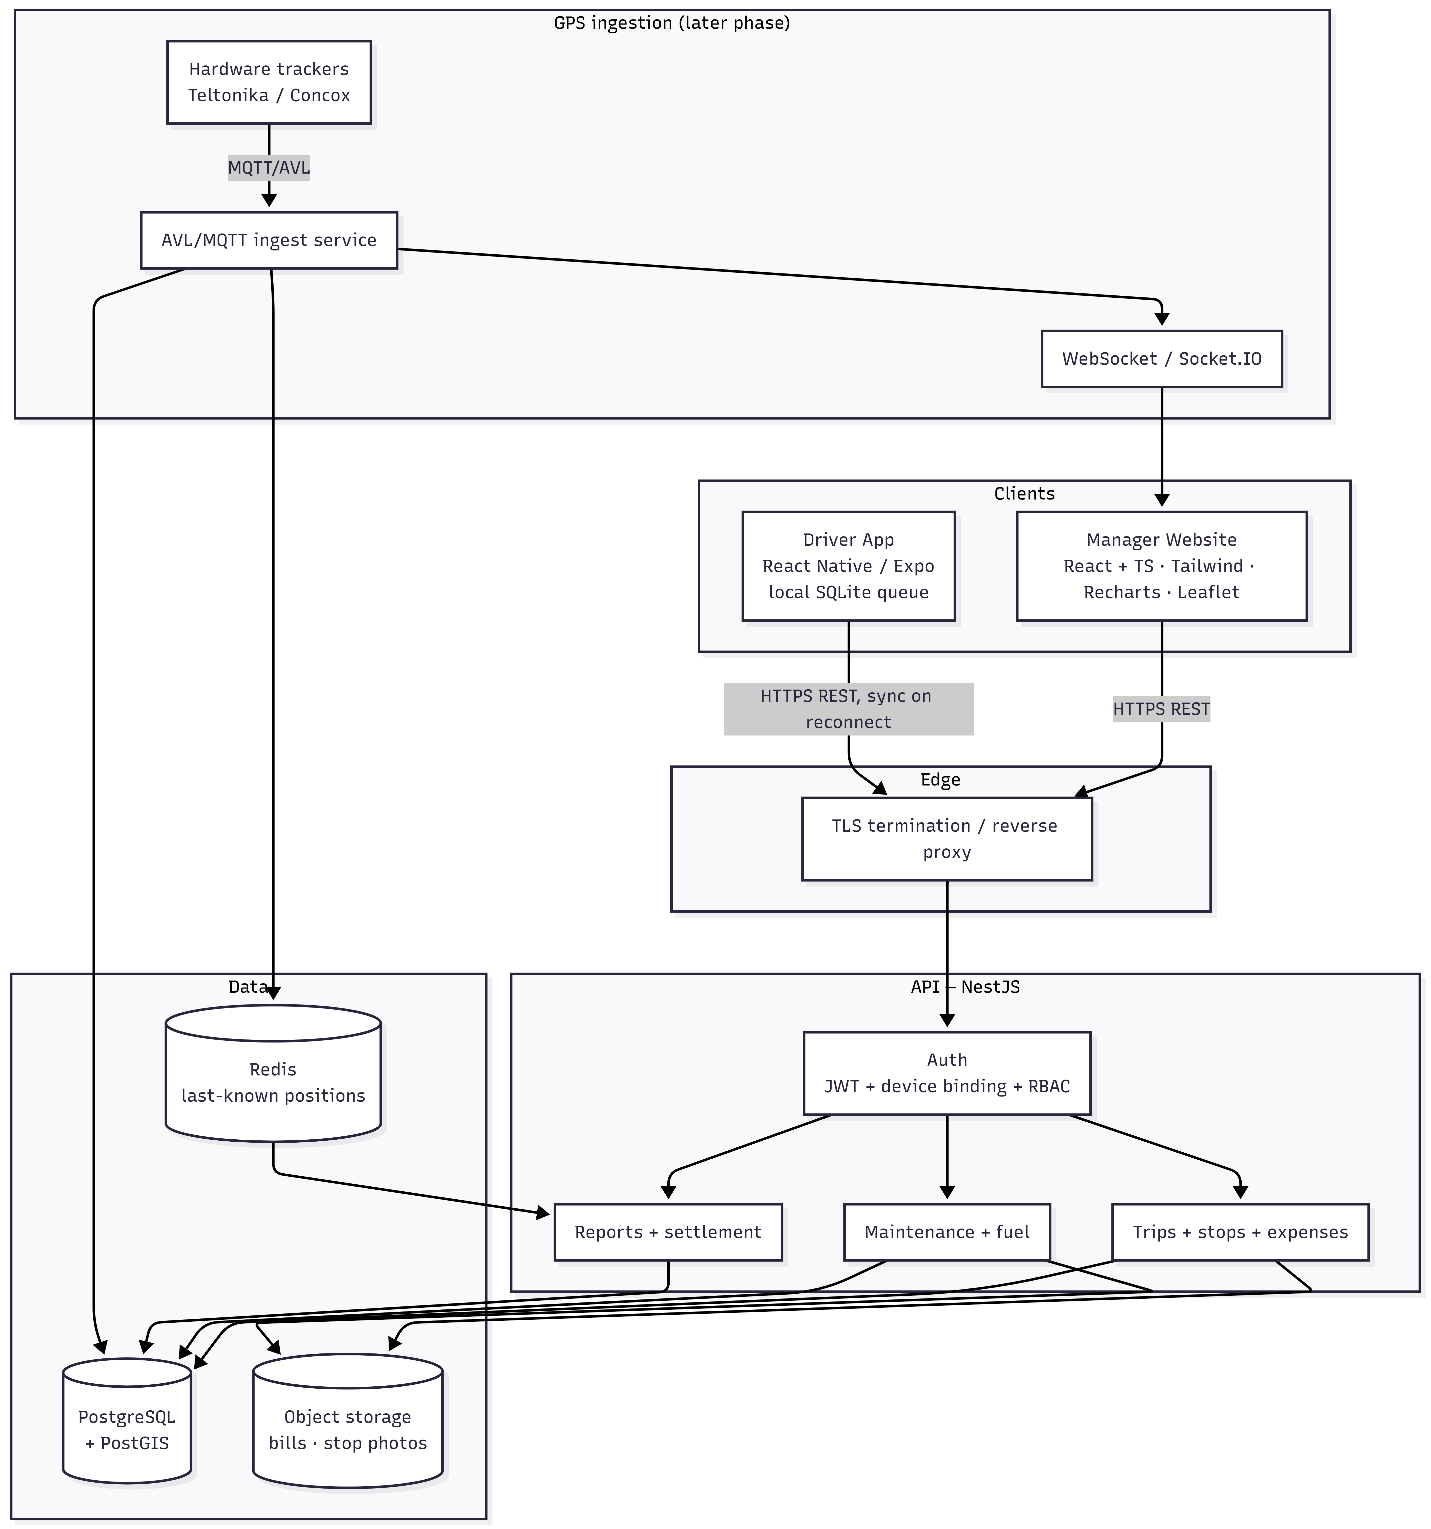 GPS ingestion (later phase)
Hardware trackers
Teltonika / Concox
MQTT/AVL
AVL/MQTT ingest service
WebSocket / Socket.IO
Clients
Driver App
React Native / Expo
local SQLite queue
Manager Website
React + TS · Tailwind ·
Recharts · Leaflet
HTTPS REST, sync on
reconnect
HTTPS REST
Edge
TLS termination / reverse
proxy
Data
Redis
last-known positions
API – NestJS
Auth
JWT + device binding + RBAC
Reports + settlement
Maintenance + fuel
Trips + stops + expenses
PostgreSQL
+ PostGIS
Object storage
bills · stop photos